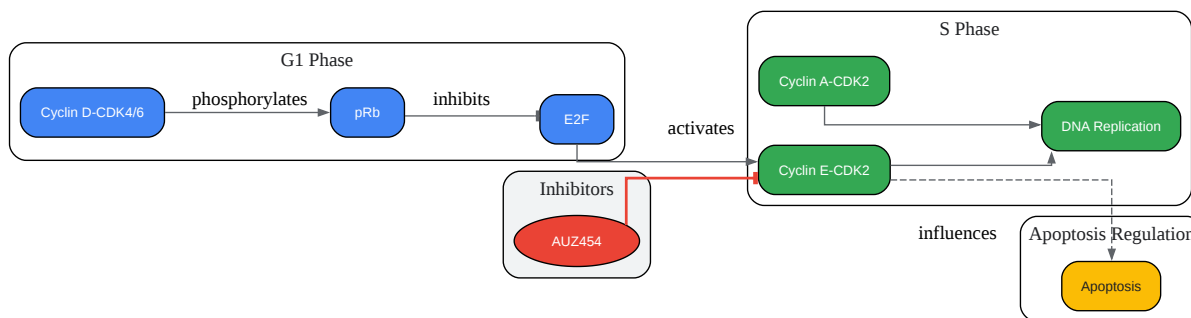 S Phase
G1 Phase
Cyclin A-CDK2
Cyclin D-CDK4/6
phosphorylates
pRb
inhibits
E2F
activates
DNA Replication
Cyclin E-CDK2
Inhibitors
AUZ454
influences
Apoptosis Regulation
Apoptosis